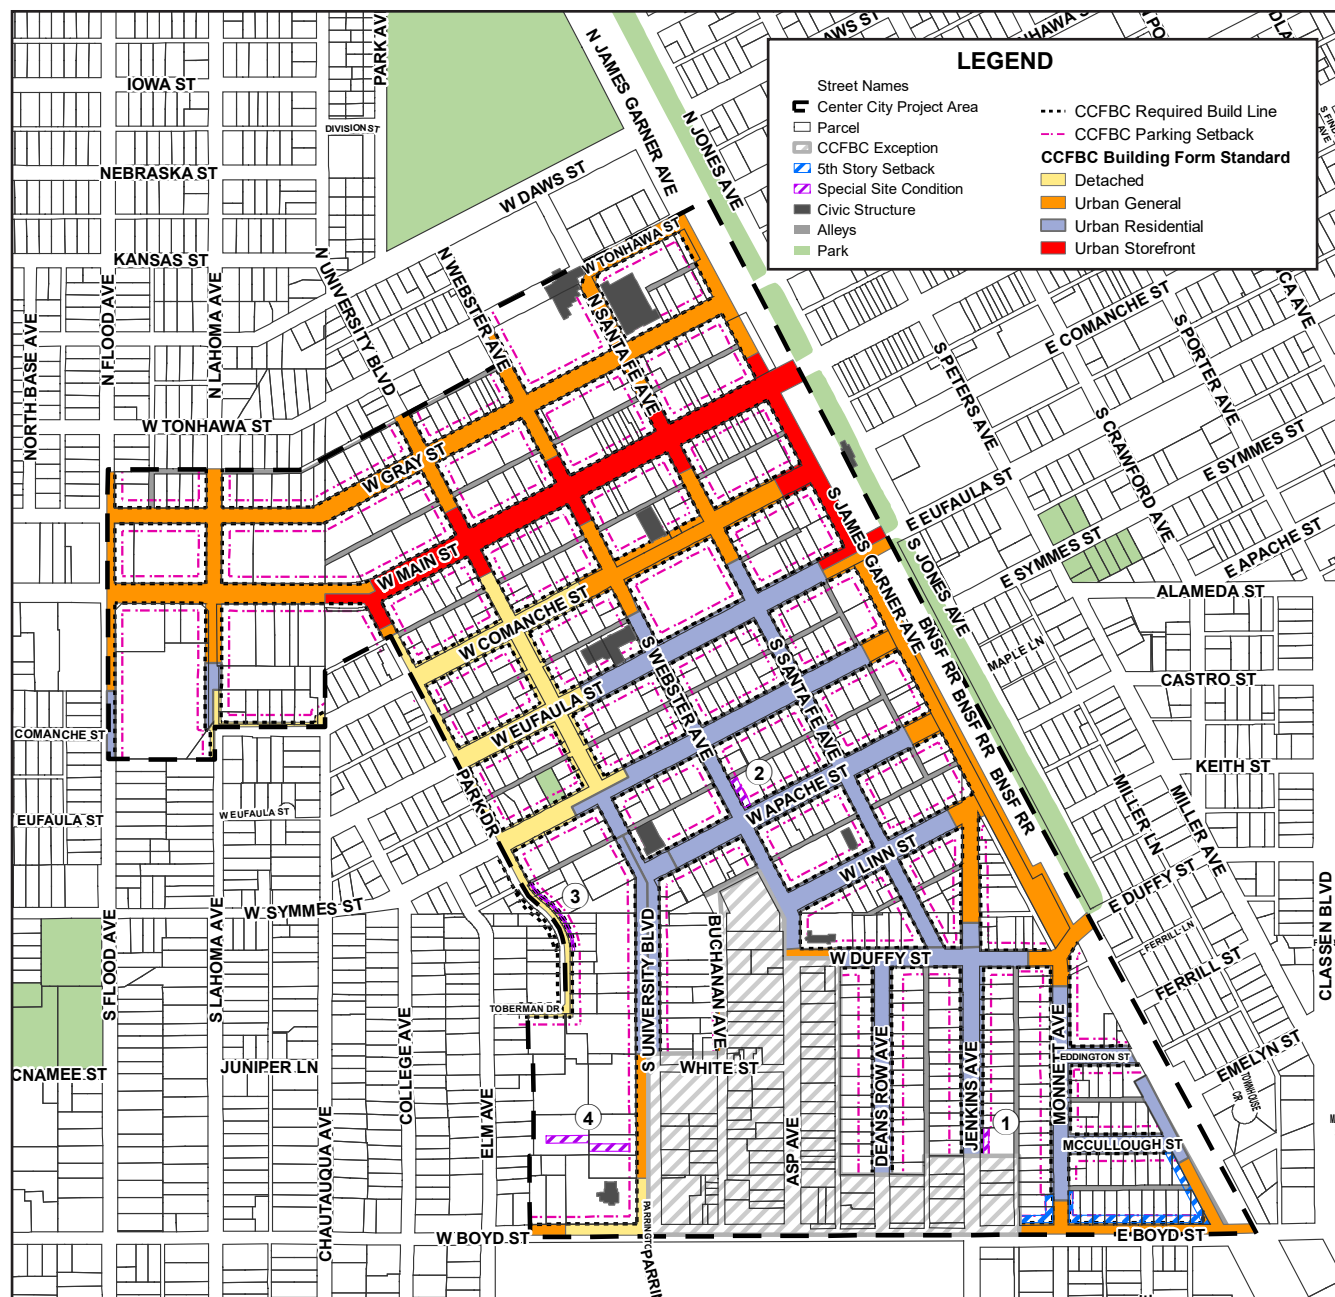 LEGEND
Street Names
Center City Project Area
Parcel
CCFBC Exception
5th Story Setback
Special Site Condition
Civic Structure
Alleys
Park
CCFBC Required Build Line
CCFBC Parking Setback
CCFBC Building Form Standard
Detached
Urban General
Urban Residential
Urban Storefront
IOWA ST
PARK AV
DIVISION ST
NEBRASKA ST
KANSAS ST
NORTH BASE AVE
N FLOOD AVE
N LAHOMA AVE
N UNIVERSITY BLVD
N WEBSTER AVE
W DAWS ST
N JAMES GARNER AVE
N JONES AVE
W TONHAWA ST
N SANTA FE AVE
W TONHAWA ST
W GRAY ST
W MAIN ST
W COMANCHE ST
W EUFAULA ST
S WEBSTER AVE
S SANTA FE AVE
W APACHE ST
W LINN ST
S JAMES GARNER AVE
S JONES AVE
BNSF RR
BNSF RR
BNSF RR
S PETERS AVE
E COMANCHE ST
S PORTER AVE
S CRAWFORD AVE
E SYMMES ST
E EUFAULA ST
E SYMMES ST
E APACHE ST
ALAMEDA ST
MAPLE LN
CASTRO ST
KEITH ST
MILLER LN
MILLER AVE
E DUFFY ST
FERRILL LN
FERRILL ST
CLASSEN BLVD
EMELYN ST
TOWNHOUSE CR
COMANCHE ST
EUFAULA ST
W EUFAULA ST
PARK DR
W SYMMES ST
S FLOOD AVE
S LAHOMA AVE
CHAUTAUQUA AVE
COLLEGE AVE
ELM AVE
TOBERMAN DR
CNAMEE ST
JUNIPER LN
S UNIVERSITY BLVD
BUCHANAN AVE
WHITE ST
ASP AVE
W DUFFY ST
DEANS ROW AVE
JENKINS AVE
MONNETT AVE
EDDINGTON ST
MCCULLOUGH ST
W BOYD ST
E BOYD ST
1
2
3
4